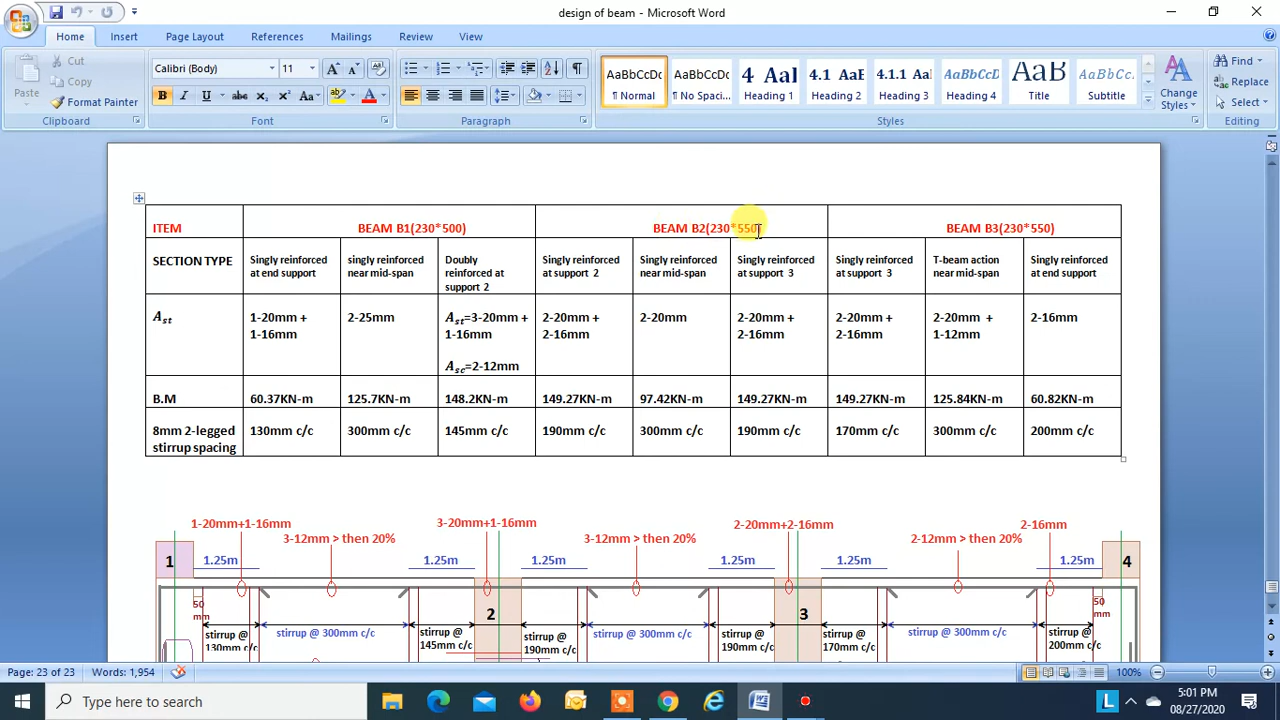 design of beam - Microsoft Word
Home Insert Page Layout References Mailings Review View
Paste
Cut
Copy
Format Painter
Clipboard
Calibri (Body) 11
B I U abc x₂ x² Aa A
Font
Paragraph
AaBbCcDc AaBbCcDc 4 AaI 4.1 AaB 4.1.1 AaB AaBbCcD AaB AaBbCcL
¶ Normal ¶ No Spaci... Heading 1 Heading 2 Heading 3 Heading 4 Title Subtitle
Change Styles
Styles
Find
Replace
Select
Editing
ITEM BEAM B1(230*500) BEAM B2(230*550) BEAM B3(230*550)
SECTION TYPE Singly reinforced at end support singly reinforced near mid-span Doubly reinforced at support 2 Singly reinforced at support 2 Singly reinforced near mid-span Singly reinforced at support 3 Singly reinforced at support 3 T-beam action near mid-span Singly reinforced at end support
Ast 1-20mm + 1-16mm 2-25mm Ast=3-20mm + 1-16mm Asc=2-12mm 2-20mm + 2-16mm 2-20mm 2-20mm + 2-16mm 2-20mm + 2-16mm 2-20mm + 1-12mm 2-16mm
B.M 60.37KN-m 125.7KN-m 148.2KN-m 149.27KN-m 97.42KN-m 149.27KN-m 149.27KN-m 125.84KN-m 60.82KN-m
8mm 2-legged stirrup spacing 130mm c/c 300mm c/c 145mm c/c 190mm c/c 300mm c/c 190mm c/c 170mm c/c 300mm c/c 200mm c/c
1-20mm+1-16mm 3-20mm+1-16mm 2-20mm+2-16mm 2-16mm
3-12mm > then 20% 3-12mm > then 20% 2-12mm > then 20%
1 1.25m 1.25m 1.25m 1.25m 1.25m 1.25m 4
50 mm 2 3 50 mm
stirrup @ 130mm c/c stirrup @ 300mm c/c stirrup @ 145mm c/c stirrup @ 190mm c/c stirrup @ 300mm c/c stirrup @ 190mm c/c stirrup @ 170mm c/c stirrup @ 300mm c/c stirrup @ 200mm c/c
Page: 23 of 23 Words: 1,954 100%
Type here to search
5:01 PM
08/27/2020